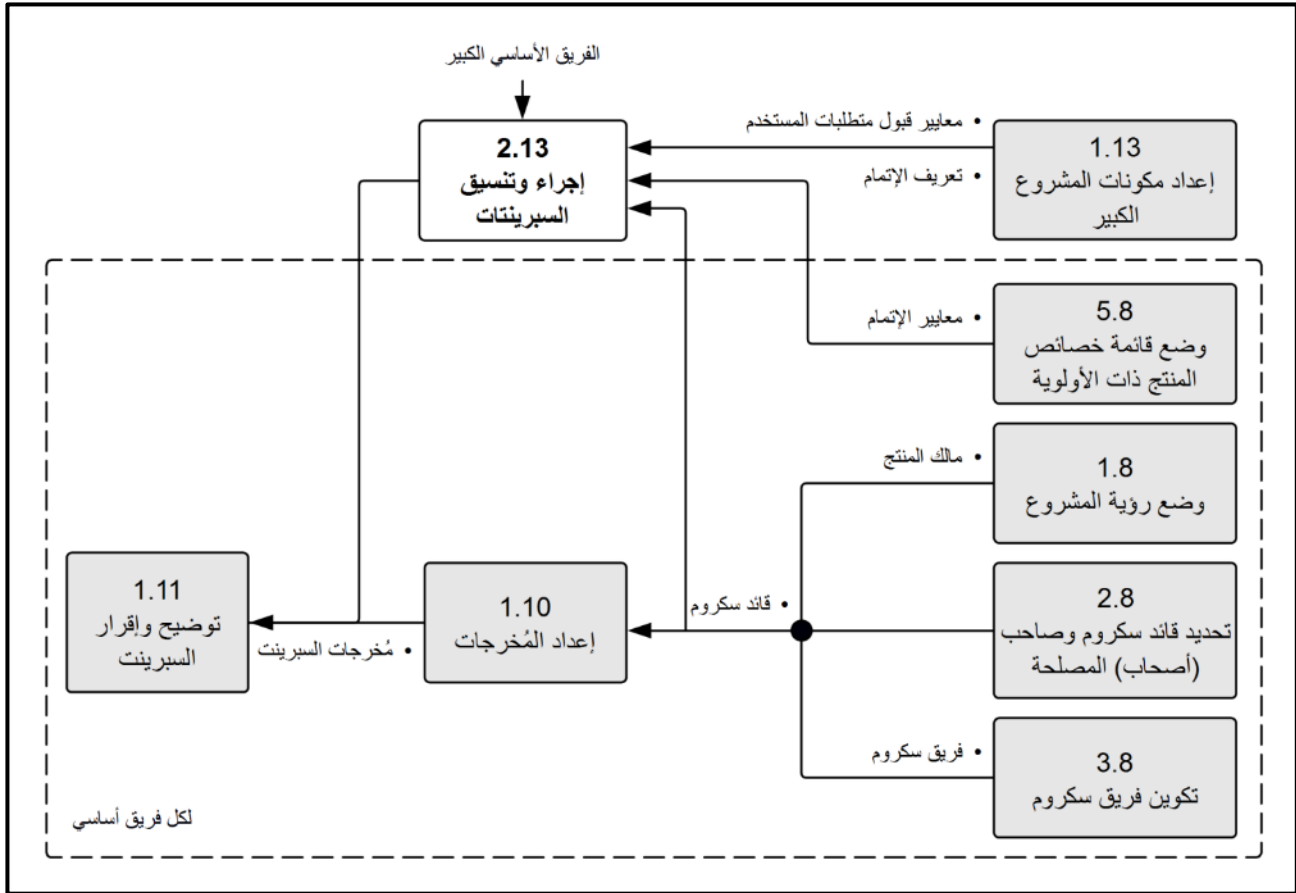 الفريق الأساسي الكبير
• معايير قبول متطلبات المستخدم
• تعريف الإتمام
1.13
إعداد مكونات المشروع
الكبير
2.13
إجراء وتنسيق
السبرينتات
5.8
وضع قائمة خصائص
المنتج ذات الأولوية
• معايير الإتمام
1.8
وضع رؤية المشروع
• مالك المنتج
2.8
تحديد قائد سكروم وصاحب
(أصحاب) المصلحة
• قائد سكروم
1.10
إعداد المُخرجات
• مُخرجات السبرينت
1.11
توضيح وإقرار
السبرينت
3.8
تكوين فريق سكروم
• فريق سكروم
لكل فريق أساسي